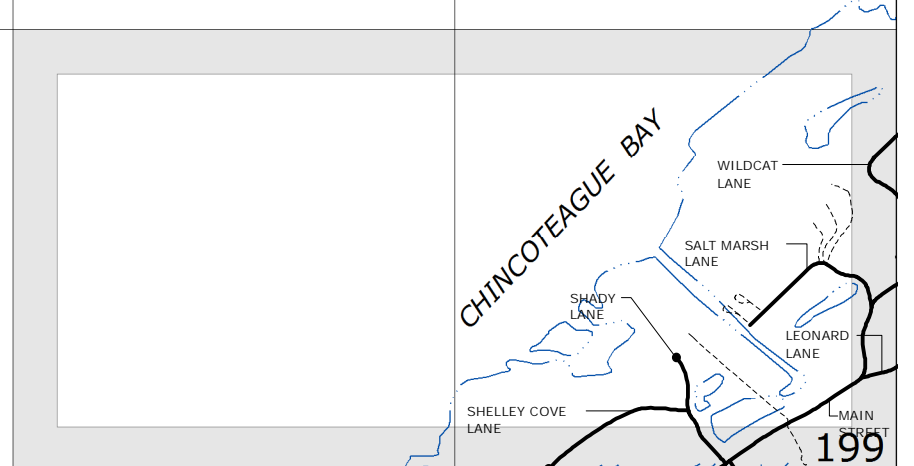 CHINCOTEAGUE BAY
WILDCAT
LANE
SALT MARSH
LANE
SHADY
LANE
LEONARD
LANE
SHELLEY COVE
LANE
MAIN
STREET
199